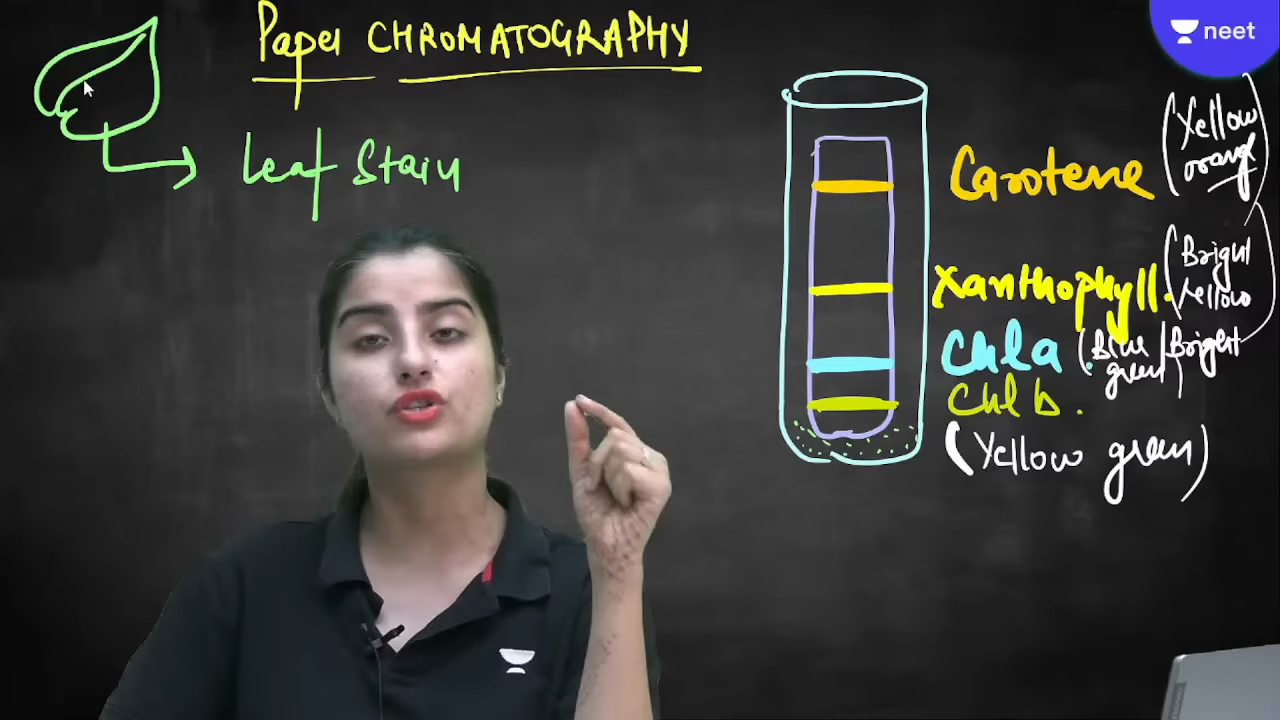 neet
Paper CHROMATOGRAPHY
Leaf Stain
Carotene (Yellow
orange)
Xanthophyll (Bright
Yellow)
Chl a (Blue green / Bright
Chl b.
(Yellow green)